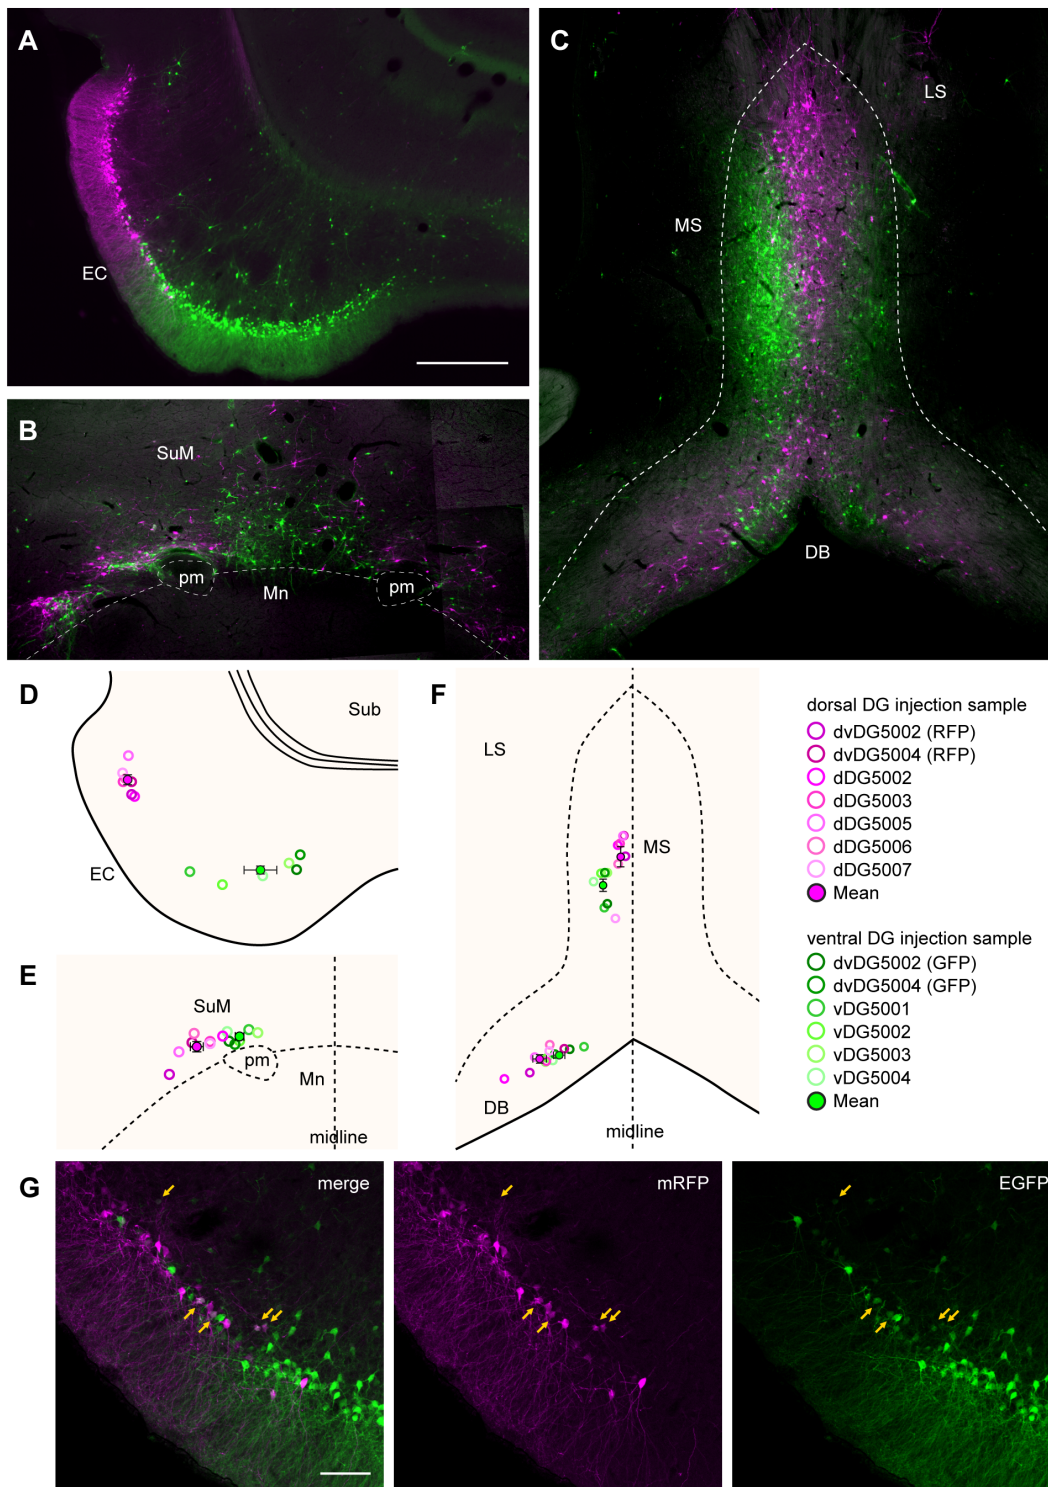 A
EC
B
SuM
pm
Mn
pm
C
LS
MS
DB
D
Sub
EC
E
SuM
pm
Mn
midline
F
LS
MS
DB
midline
dorsal DG injection sample
dvDG5002 (RFP)
dvDG5004 (RFP)
dDG5002
dDG5003
dDG5005
dDG5006
dDG5007
Mean
ventral DG injection sample
dvDG5002 (GFP)
dvDG5004 (GFP)
vDG5001
vDG5002
vDG5003
vDG5004
Mean
G
merge
mRFP
EGFP